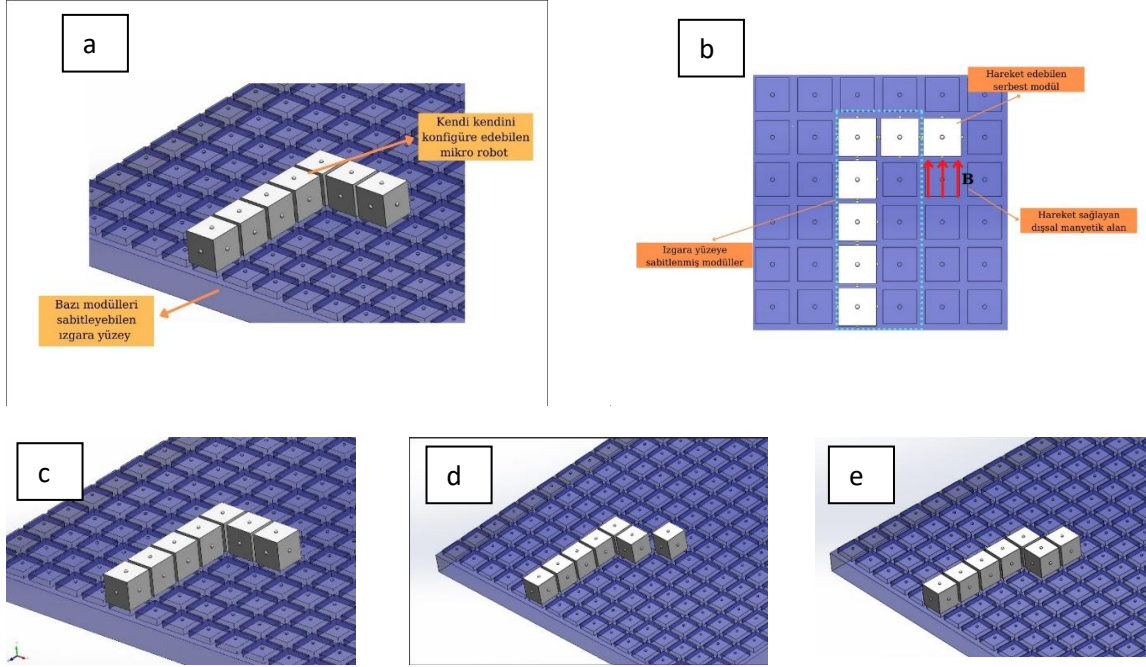 a
Kendi kendini
konfigüre edebilen
mikro robot
Bazı modülleri
sabitleyebilen
ızgara yüzey
b
Hareket edebilen
serbest modül
B
Hareket sağlayan
dışsal manyetik alan
Izgara yüzeye
sabitlenmiş modüller
c
d
e